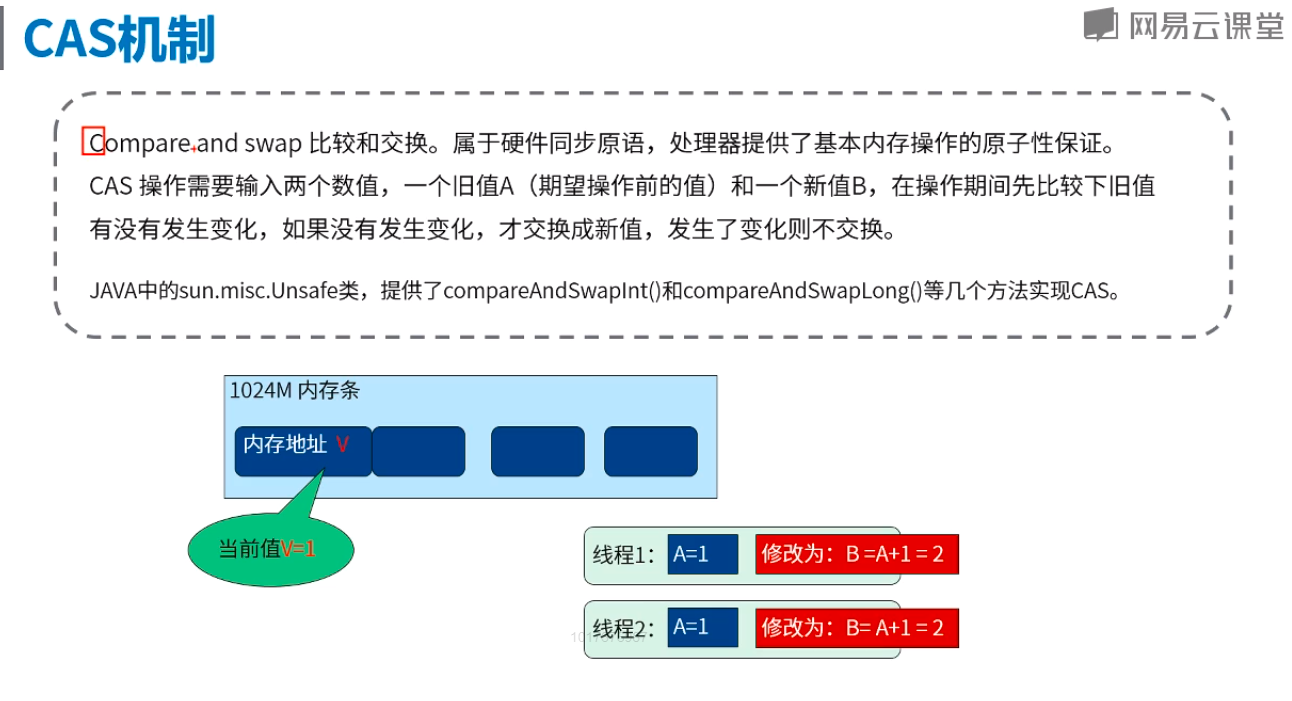 CAS机制
网易云课堂
Compare and swap 比较和交换。属于硬件同步原语，处理器提供了基本内存操作的原子性保证。
CAS 操作需要输入两个数值，一个旧值A（期望操作前的值）和一个新值B，在操作期间先比较下旧值
有没有发生变化，如果没有发生变化，才交换成新值，发生了变化则不交换。
JAVA中的sun.misc.Unsafe类，提供了compareAndSwapInt()和compareAndSwapLong()等几个方法实现CAS。
1024M 内存条
内存地址 V
当前值V=1
线程1： A=1 修改为：B =A+1 = 2
线程2： A=1 修改为：B= A+1 = 2